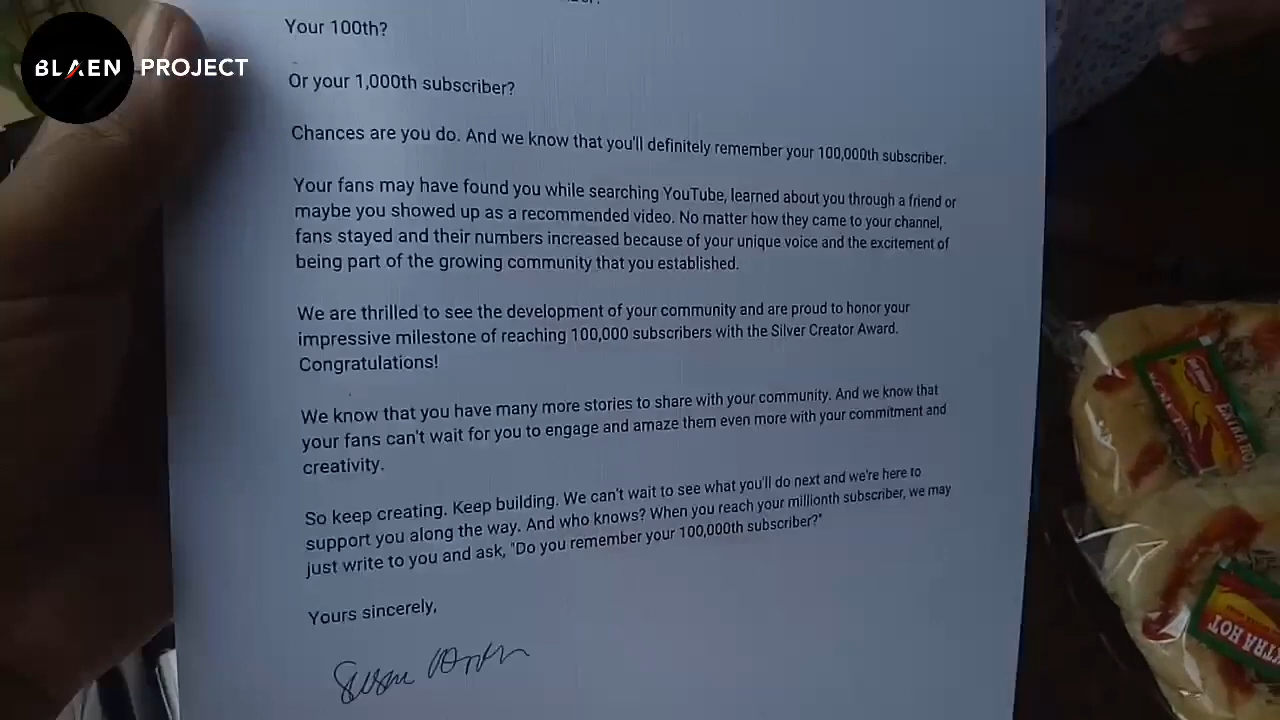 BLAEN PROJECT
Your 100th?
Or your 1,000th subscriber?
Chances are you do. And we know that you'll definitely remember your 100,000th subscriber.
Your fans may have found you while searching YouTube, learned about you through a friend or
maybe you showed up as a recommended video. No matter how they came to your channel,
fans stayed and their numbers increased because of your unique voice and the excitement of
being part of the growing community that you established.
We are thrilled to see the development of your community and are proud to honor your
impressive milestone of reaching 100,000 subscribers with the Silver Creator Award.
Congratulations!
We know that you have many more stories to share with your community. And we know that
your fans can't wait for you to engage and amaze them even more with your commitment and
creativity.
So keep creating. Keep building. We can't wait to see what you'll do next and we're here to
support you along the way. And who knows? When you reach your millionth subscriber, we may
just write to you and ask, "Do you remember your 100,000th subscriber?"
Yours sincerely,
Susan
EXTRA HOT
EXTRA HOT